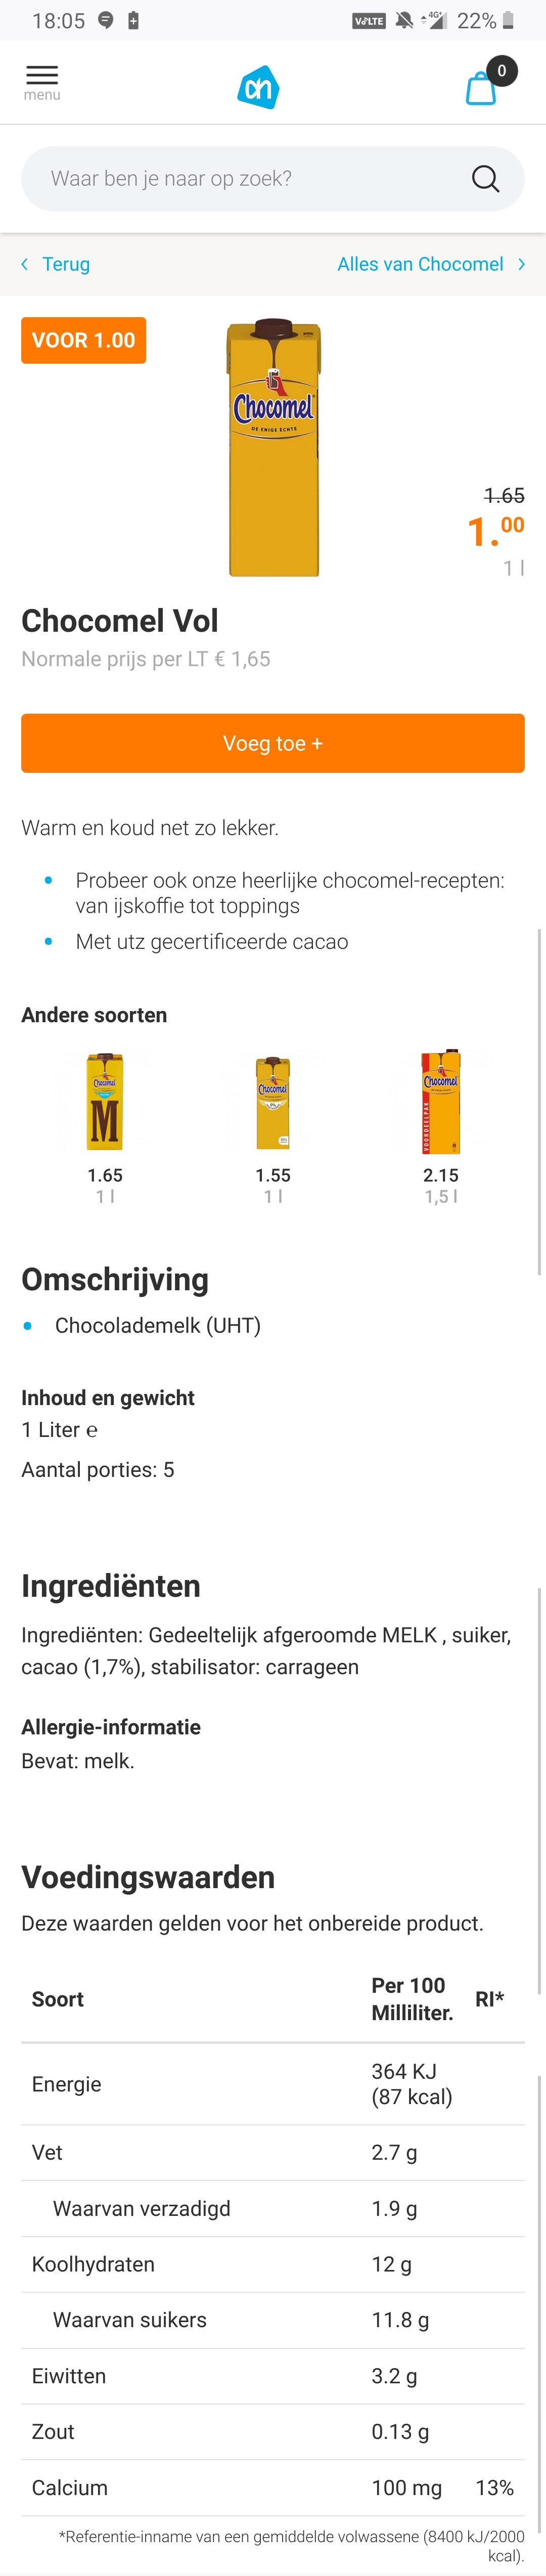 18:05
VoLTE 4G+ 22%
menu
ah
0
Waar ben je naar op zoek?
Terug
Alles van Chocomel
VOOR 1.00
Chocomel
DE ENIGE ECHTE
1.65
1.00
1 l
Chocomel Vol
Normale prijs per LT € 1,65
Voeg toe +
Warm en koud net zo lekker.
Probeer ook onze heerlijke chocomel-recepten:
van ijskoffie tot toppings
Met utz gecertificeerde cacao
Andere soorten
Chocomel
M
Chocomel
Chocomel
VOORDEELPAK
1.65
1 l
1.55
1 l
2.15
1,5 l
Omschrijving
Chocolademelk (UHT)
Inhoud en gewicht
1 Liter ℮
Aantal porties: 5
Ingrediënten
Ingrediënten: Gedeeltelijk afgeroomde MELK , suiker,
cacao (1,7%), stabilisator: carrageen
Allergie-informatie
Bevat: melk.
Voedingswaarden
Deze waarden gelden voor het onbereide product.
Soort Per 100 Milliliter. RI*
Energie 364 KJ (87 kcal)
Vet 2.7 g
Waarvan verzadigd 1.9 g
Koolhydraten 12 g
Waarvan suikers 11.8 g
Eiwitten 3.2 g
Zout 0.13 g
Calcium 100 mg 13%
*Referentie-inname van een gemiddelde volwassene (8400 kJ/2000
kcal).